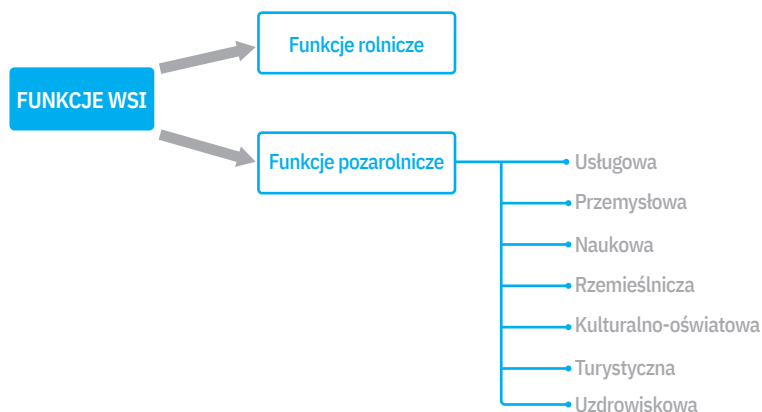 Funkcje rolnicze
FUNKCJE WSI
Funkcje pozarolnicze
Usługowa
Przemysłowa
Naukowa
Rzemieślnicza
Kulturalno-oświatowa
Turystyczna
Uzdrowiskowa